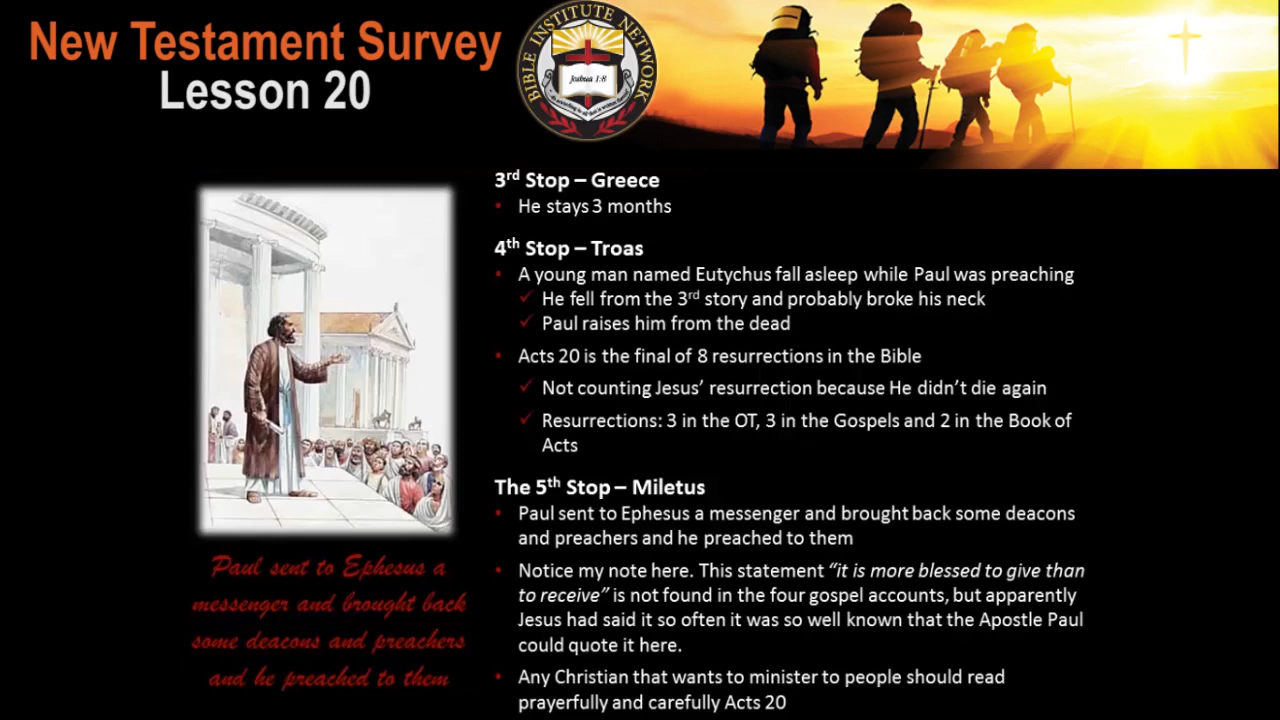 New Testament Survey
Lesson 20
BIBLE INSTITUTE NETWORK
Joshua 1:8
3rd Stop – Greece
• He stays 3 months
4th Stop – Troas
• A young man named Eutychus fall asleep while Paul was preaching
✓ He fell from the 3rd story and probably broke his neck
✓ Paul raises him from the dead
• Acts 20 is the final of 8 resurrections in the Bible
✓ Not counting Jesus’ resurrection because He didn’t die again
✓ Resurrections: 3 in the OT, 3 in the Gospels and 2 in the Book of
Acts
The 5th Stop – Miletus
• Paul sent to Ephesus a messenger and brought back some deacons
and preachers and he preached to them
• Notice my note here. This statement “it is more blessed to give than
to receive” is not found in the four gospel accounts, but apparently
Jesus had said it so often it was so well known that the Apostle Paul
could quote it here.
• Any Christian that wants to minister to people should read
prayerfully and carefully Acts 20
Paul sent to Ephesus a
messenger and brought back
some deacons and preachers
and he preached to them